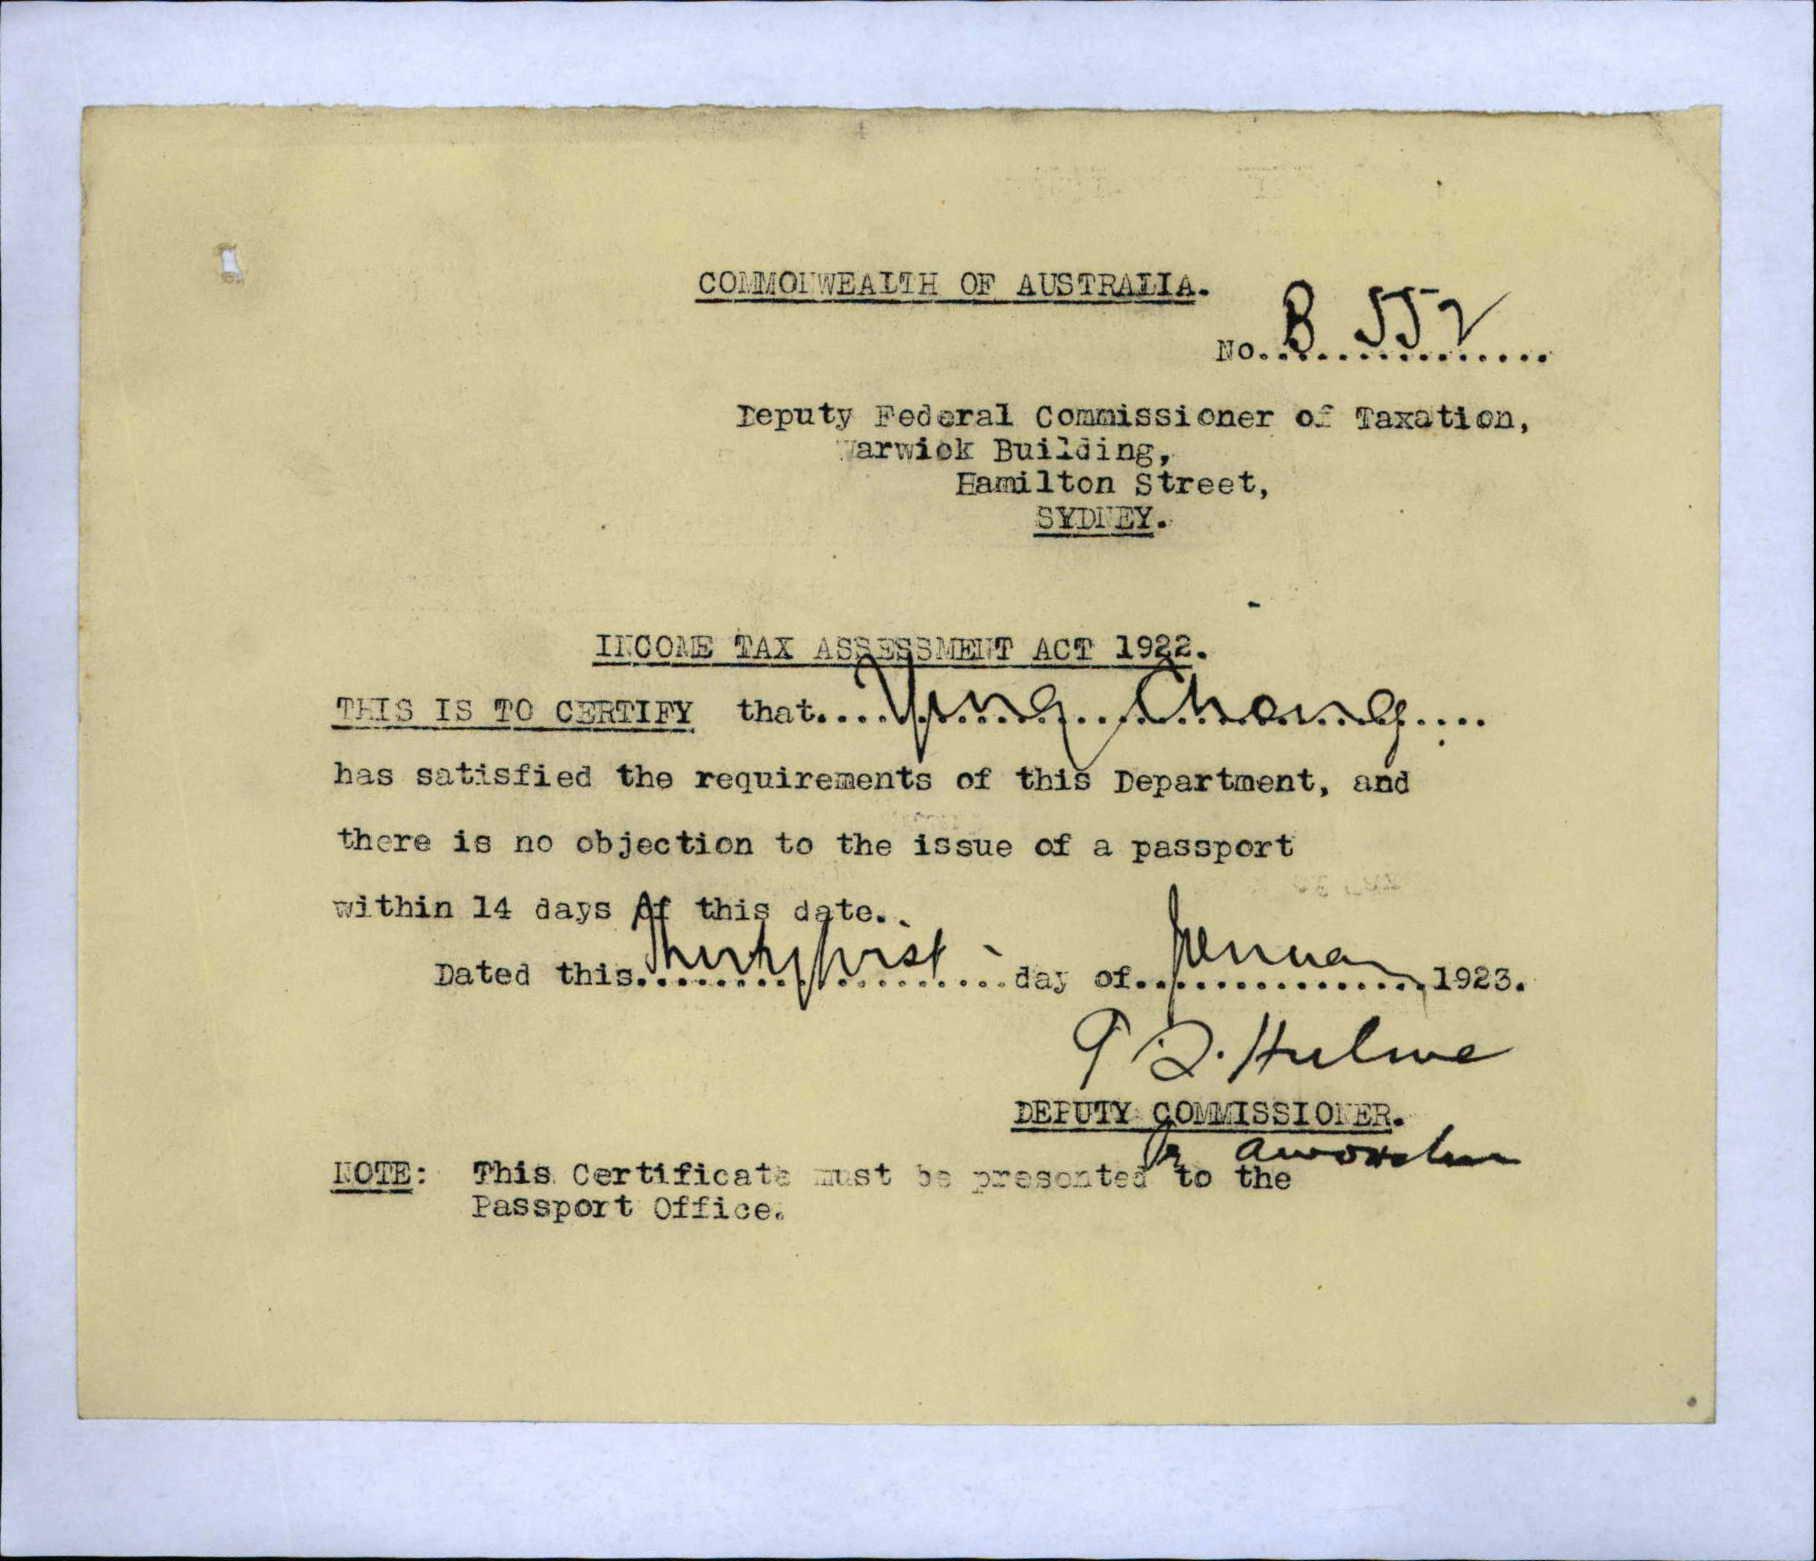 COMMONWEALTH OF AUSTRALIA.
No. B 552
Deputy Federal Commissioner of Taxation,
Warwick Building,
Hamilton Street,
SYDNEY.
INCOME TAX ASSESSMENT ACT 1922.
THIS IS TO CERTIFY that....Ying Chong....
has satisfied the requirements of this Department, and
there is no objection to the issue of a passport
within 14 days of this date.
Dated this Thirty first day of January 1923.
Hulme
DEPUTY COMMISSIONER.
NOTE: This Certificate must be presented to the
Passport Office.